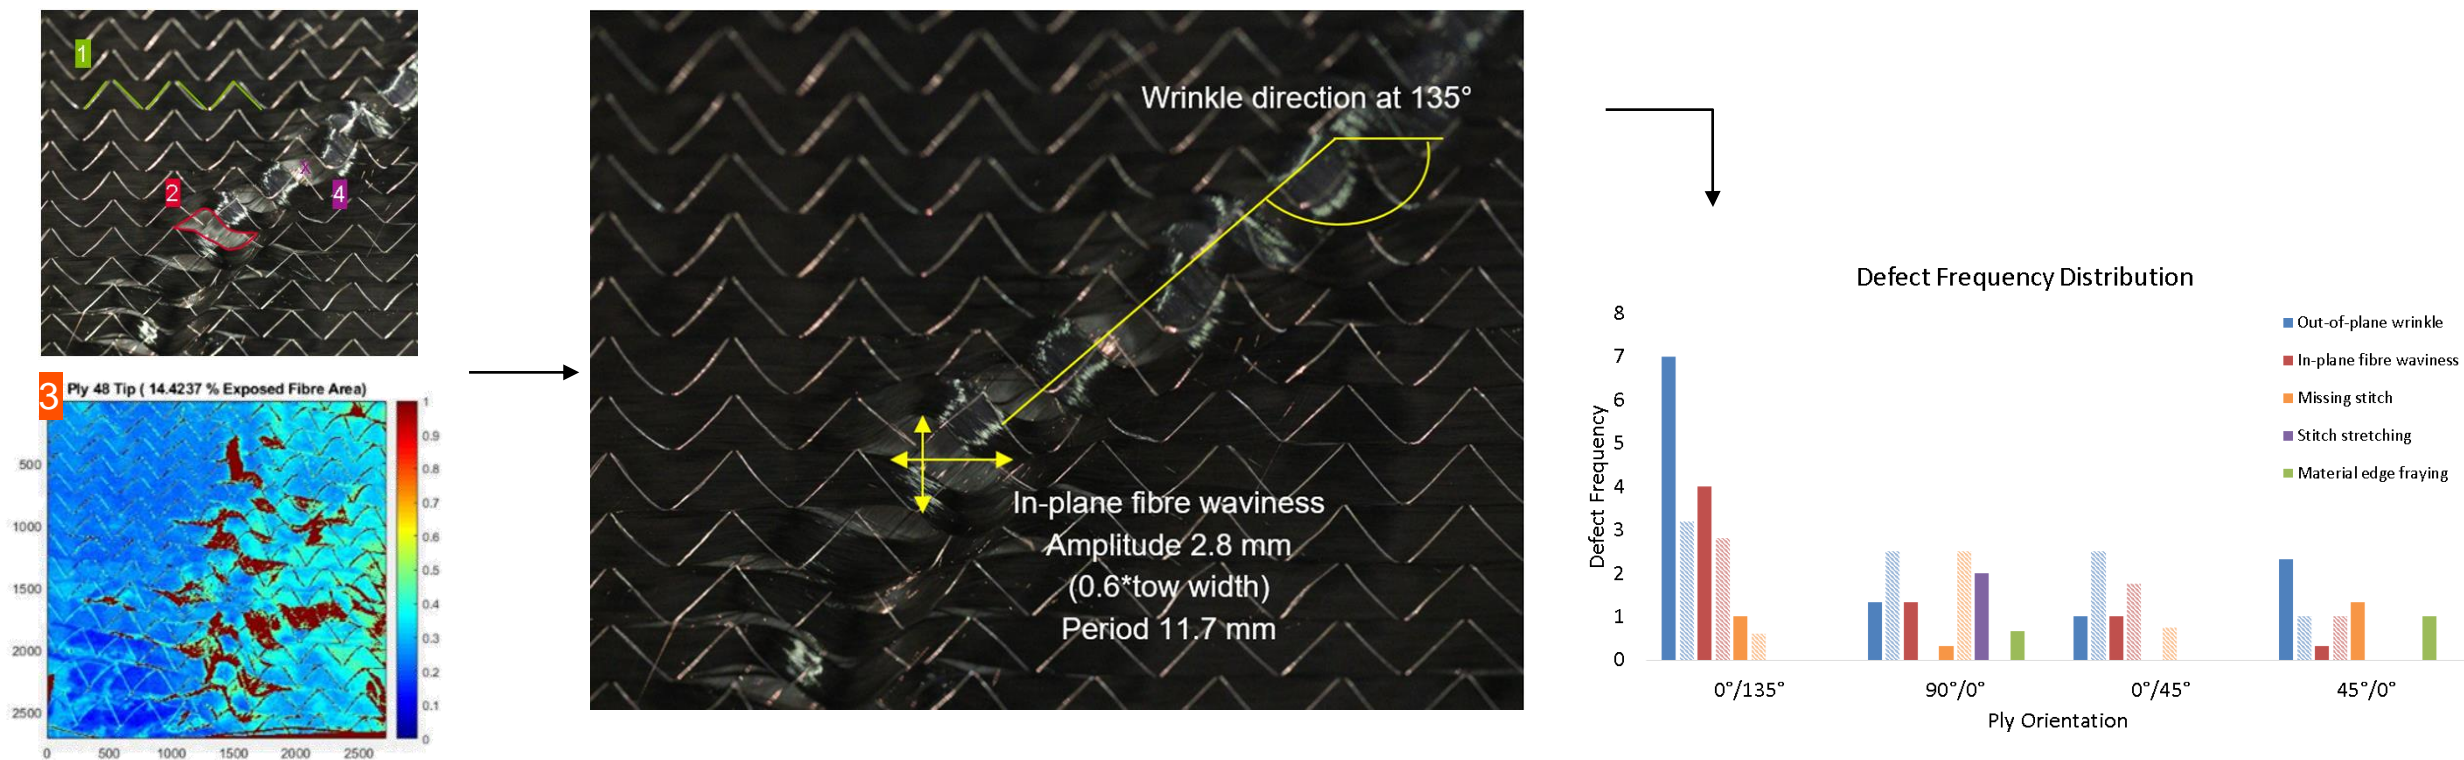 1
2
4
3
Ply 48 Tip ( 14.4237 % Exposed Fibre Area)
1
0.9
0.8
0.7
0.6
0.5
0.4
0.3
0.2
0.1
0
500
1000
1500
2000
2500
0 500 1000 1500 2000 2500
Wrinkle direction at 135°
In-plane fibre waviness
Amplitude 2.8 mm
(0.6*tow width)
Period 11.7 mm
Defect Frequency Distribution
Defect Frequency
8
7
6
5
4
3
2
1
0
Out-of-plane wrinkle
In-plane fibre waviness
Missing stitch
Stitch stretching
Material edge fraying
0°/135° 90°/0° 0°/45° 45°/0°
Ply Orientation